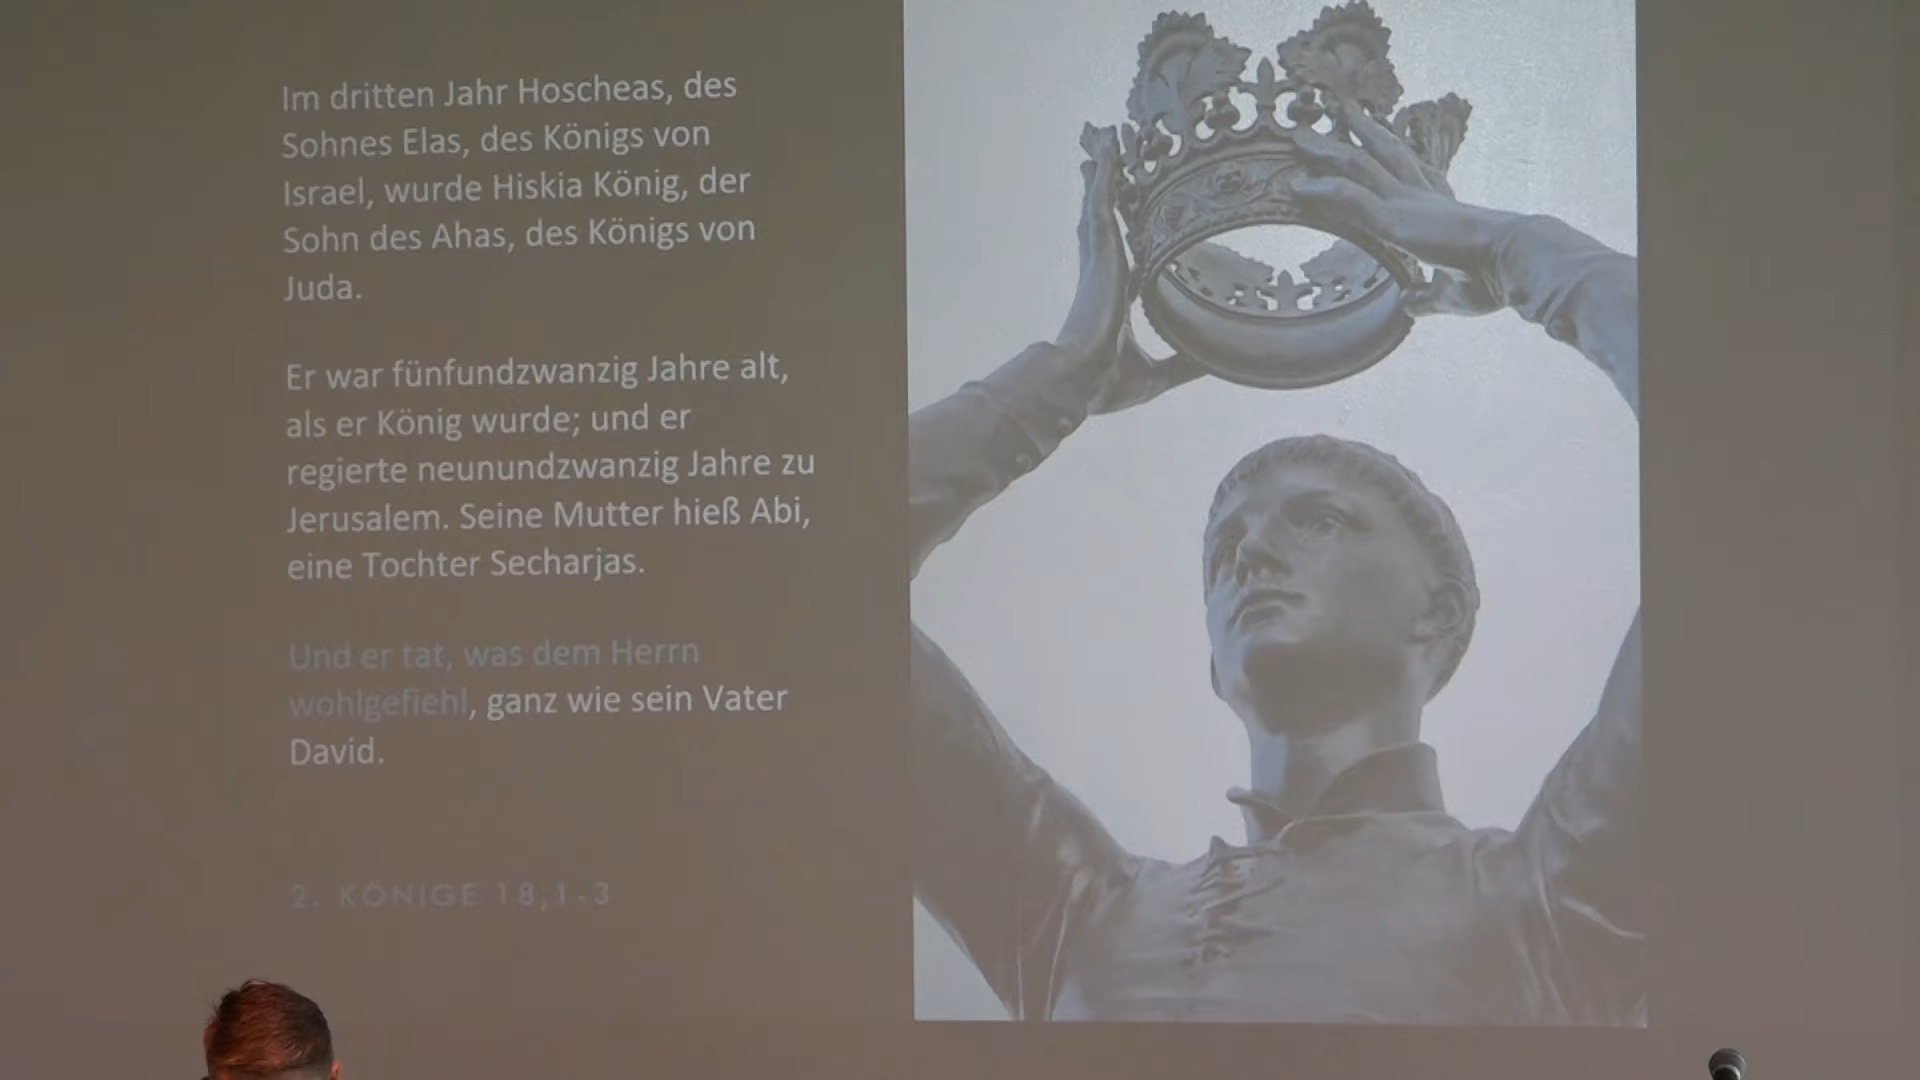 Im dritten Jahr Hoscheas, des
Sohnes Elas, des Königs von
Israel, wurde Hiskia König, der
Sohn des Ahas, des Königs von
Juda.
Er war fünfundzwanzig Jahre alt,
als er König wurde; und er
regierte neunundzwanzig Jahre zu
Jerusalem. Seine Mutter hieß Abi,
eine Tochter Secharjas.
Und er tat, was dem Herrn
wohlgefiehl, ganz wie sein Vater
David.
2. KÖNIGE 18,1-3